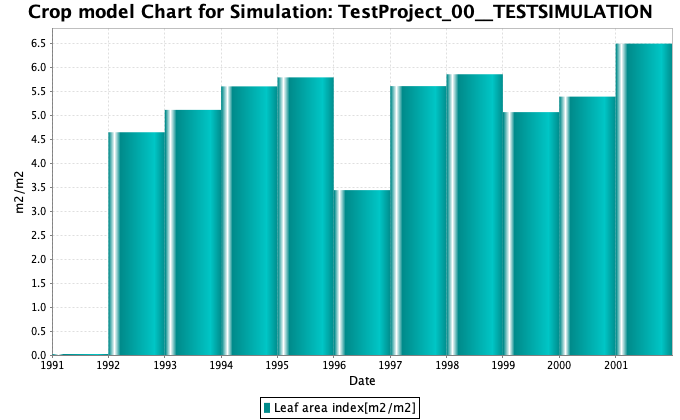 Crop model Chart for Simulation: TestProject_00__TESTSIMULATION
6.5
6.0
5.5
5.0
4.5
4.0
3.5
3.0
2.5
2.0
1.5
1.0
0.5
0.0
m2/m2
1991 1992 1993 1994 1995 1996 1997 1998 1999 2000 2001
Date
Leaf area index[m2/m2]